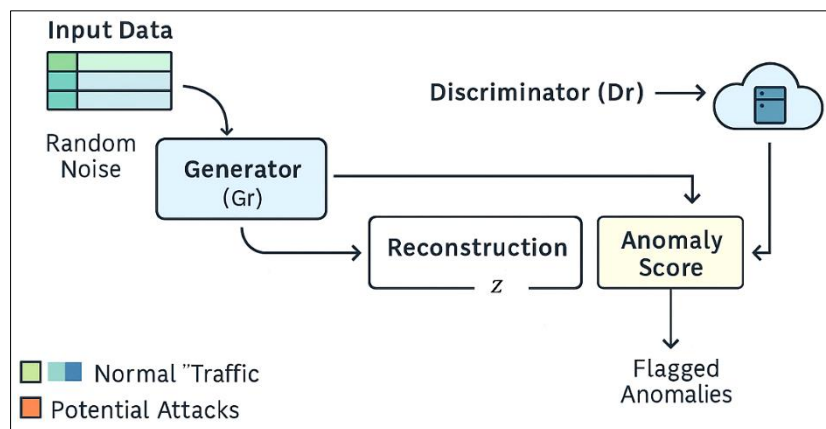 Input Data
Random
Noise
Generator
(Gr)
Discriminator (Dr)
Reconstruction
z
Anomaly
Score
Flagged
Anomalies
Normal "Traffic
Potential Attacks